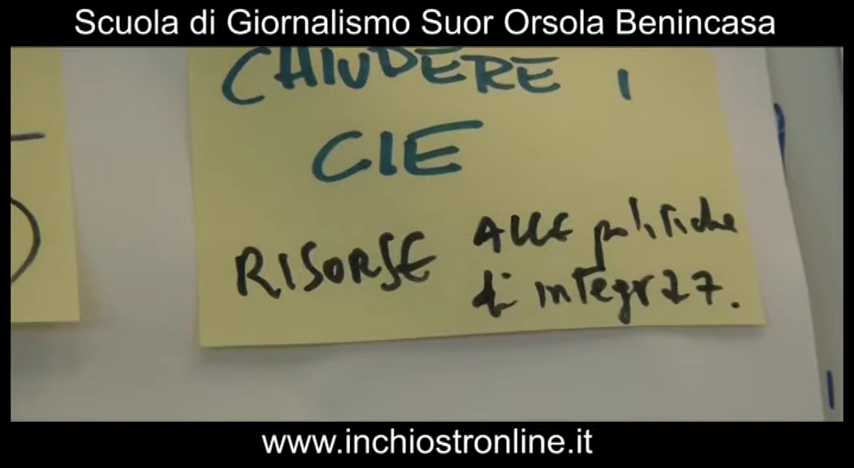 Scuola di Giornalismo Suor Orsola Benincasa
CHIUDERE I
CIE
RISORSE ALLE politiche
di integraz.
www.inchiostronline.it